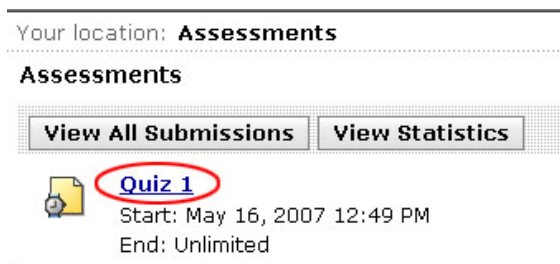 Your location: Assessments
Assessments
View All Submissions View Statistics
Quiz 1
Start: May 16, 2007 12:49 PM
End: Unlimited